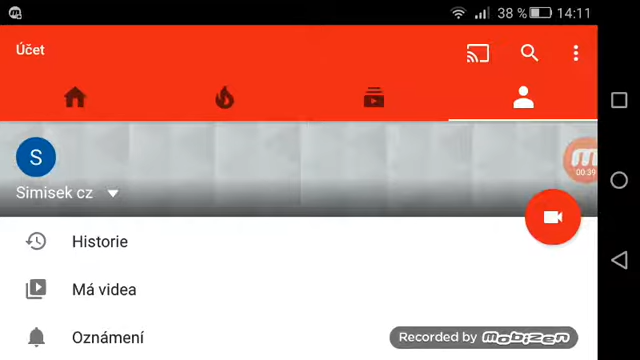 38 % 14:11
Účet
S
Simisek cz
00:39
Historie
Má videa
Oznámení
Recorded by mobizen